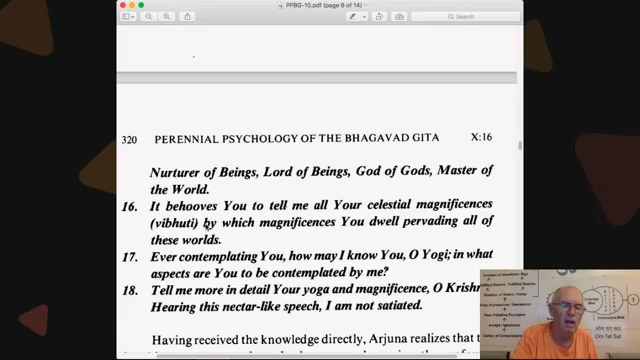 PPBG-10.pdf (page 6 of 14)
Search
320 PERENNIAL PSYCHOLOGY OF THE BHAGAVAD GITA X:16
Nurturer of Beings, Lord of Beings, God of Gods, Master of
the World.
16. It behooves You to tell me all Your celestial magnificences
(vibhuti) by which magnificences You dwell pervading all of
these worlds.
17. Ever contemplating You, how may I know You, O Yogi; in what
aspects are You to be contemplated by me?
18. Tell me more in detail Your yoga and magnificence, O Krishn
Hearing this nectar-like speech, I am not satiated.
Having received the knowledge directly, Arjuna realizes that t
Om Tat Sat